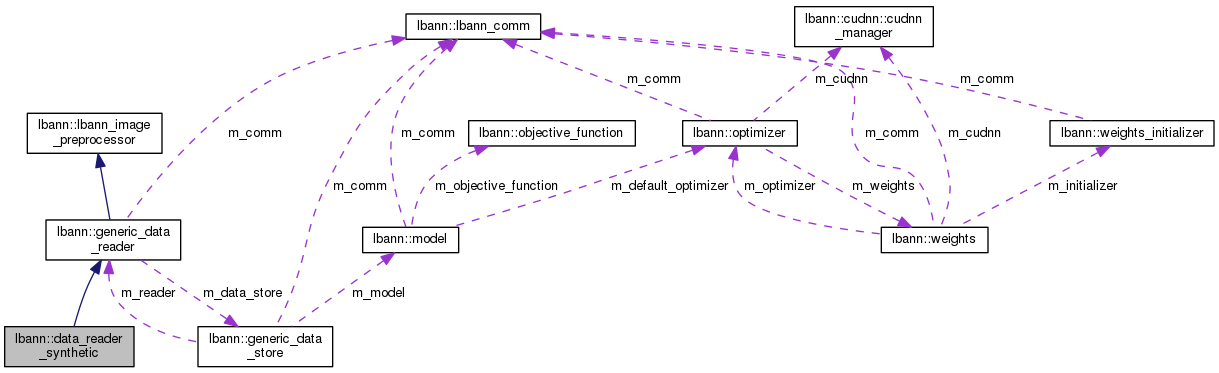 lbann::lbann_comm
lbann::cudnn::cudnn
_manager
m_comm
m_cudnn
m_comm
lbann::lbann_image
_preprocessor
m_comm
m_comm
lbann::objective_function
lbann::optimizer
m_comm
m_cudnn
lbann::weights_initializer
m_comm
m_objective_function
m_default_optimizer
m_optimizer
m_weights
m_initializer
lbann::generic_data
_reader
lbann::model
lbann::weights
m_reader
m_data_store
m_model
lbann::data_reader
_synthetic
lbann::generic_data
_store